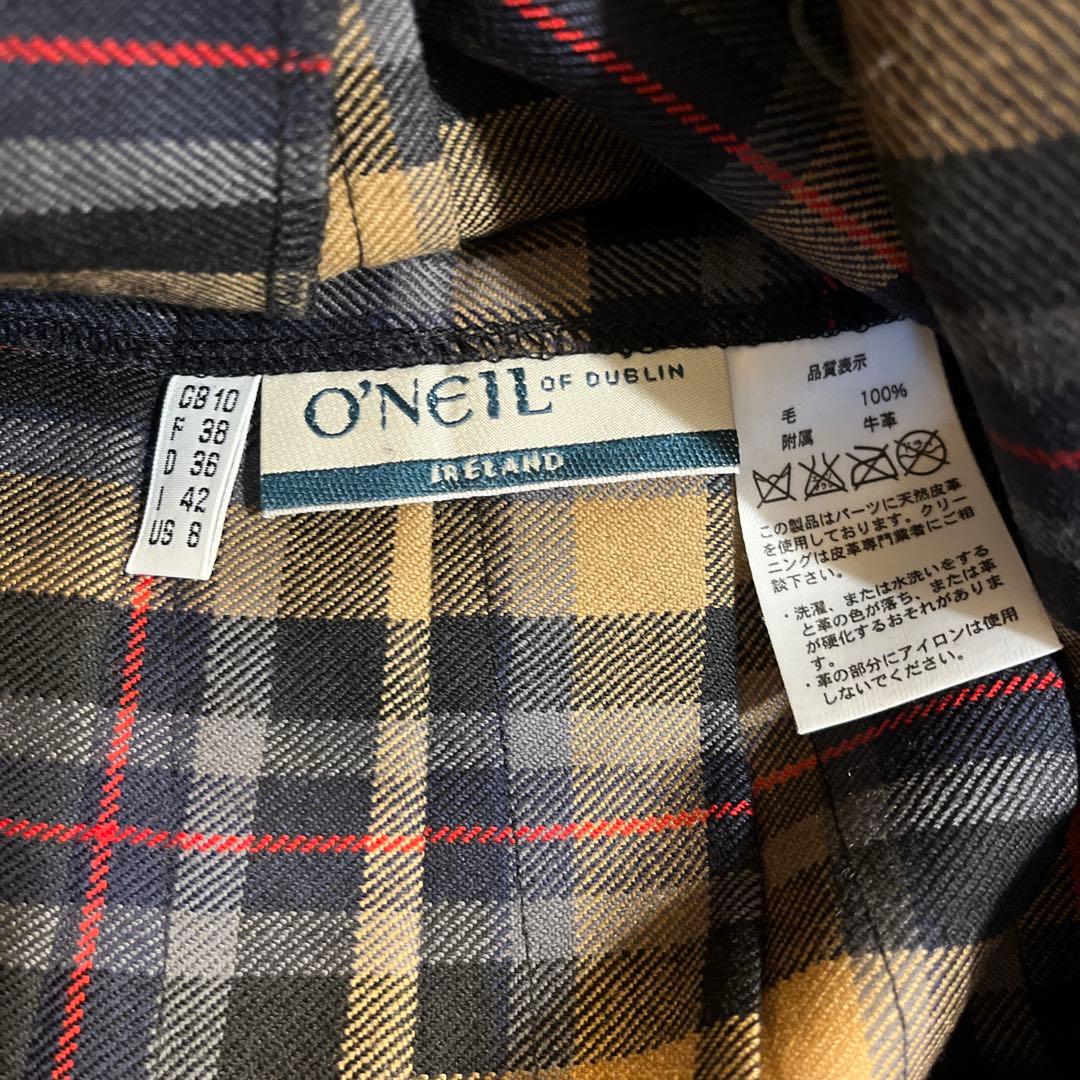 GB 10
F 38
D 36
I 42
US 8
O'NEIL OF DUBLIN
IRELAND
品質表示
毛 100%
附属 牛革
この製品はパーツに天然皮革
を使用しております。クリー
ニングは皮革専門業者にご相
談下さい。
・洗濯、または水洗いをする
と革の色が落ち、または革
が硬化するおそれがありま
す。
・革の部分にアイロンは使用
しないでください。